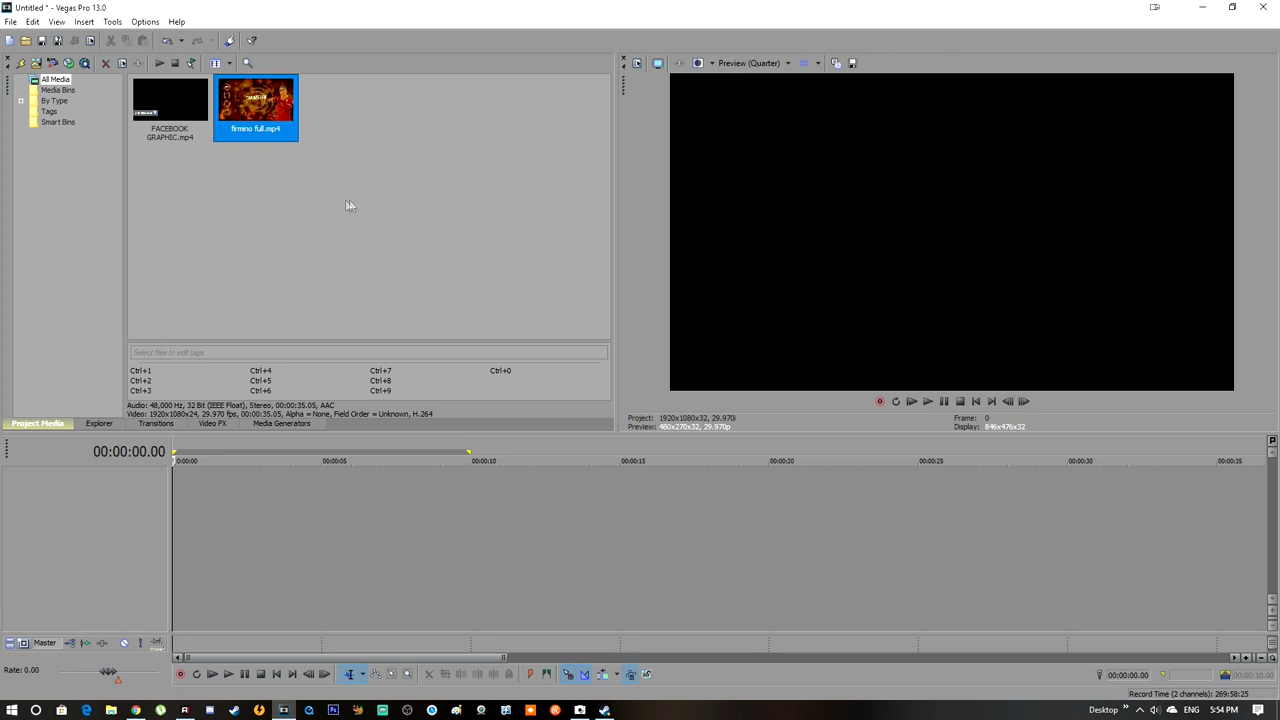 Untitled * - Vegas Pro 13.0
File Edit View Insert Tools Options Help
All Media
Media Bins
By Type
Tags
Smart Bins
FACEBOOK
GRAPHIC.mp4
firmino full.mp4
Preview (Quarter)
Select files to edit tags
Ctrl+1 Ctrl+4 Ctrl+7 Ctrl+0
Ctrl+2 Ctrl+5 Ctrl+8
Ctrl+3 Ctrl+6 Ctrl+9
Audio: 48,000 Hz, 32 Bit (IEEE Float), Stereo, 00:00:35.05, AAC
Video: 1920x1080x24, 29.970 fps, 00:00:35.05, Alpha = None, Field Order = Unknown, H.264
Project Media Explorer Transitions Video FX Media Generators
Project: 1920x1080x32, 29.970i Frame: 0
Preview: 480x270x32, 29.970p Display: 846x476x32
00:00:00.00
0:00:00 00:00:05 00:00:10 00:00:15 00:00:20 00:00:25 00:00:30 00:00:35
Master
Rate: 0.00
00:00:00.00 00:00:10.00
Record Time (2 channels): 269:58:25
Desktop ENG 5:54 PM